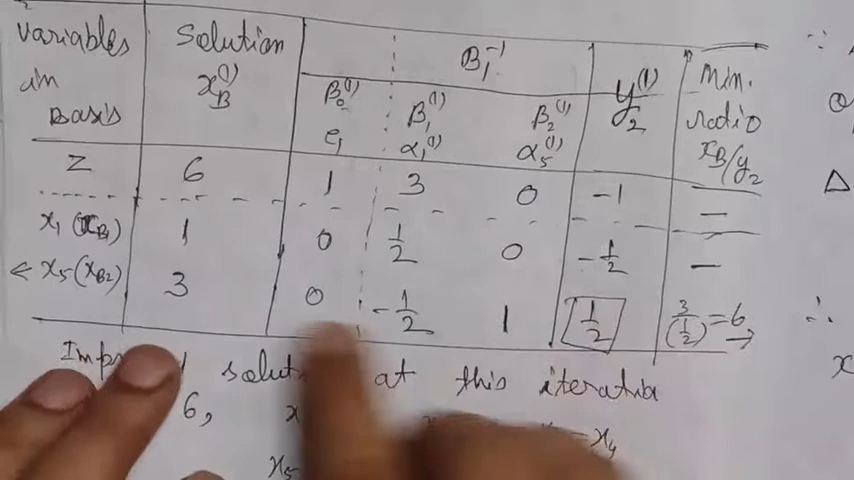 variables in Basis | Solution x_B^(1) | B_1^-1 | y_2^(1) | Min. ratio x_B/y_2
β_0^(1) e_1 | β_1^(1) α_1^(1) | β_2^(1) α_5^(1)
Z | 6 | 1 | 3 | 0 | -1 | —
x_1 (x_B1) | 1 | 0 | 1/2 | 0 | -1/2 | —
← x_5 (x_B2) | 3 | 0 | -1/2 | 1 | 1/2 | 3/(1/2) = 6 →
solut at this iteration
6, x x_4
x_5
∴
Δ
∴
x